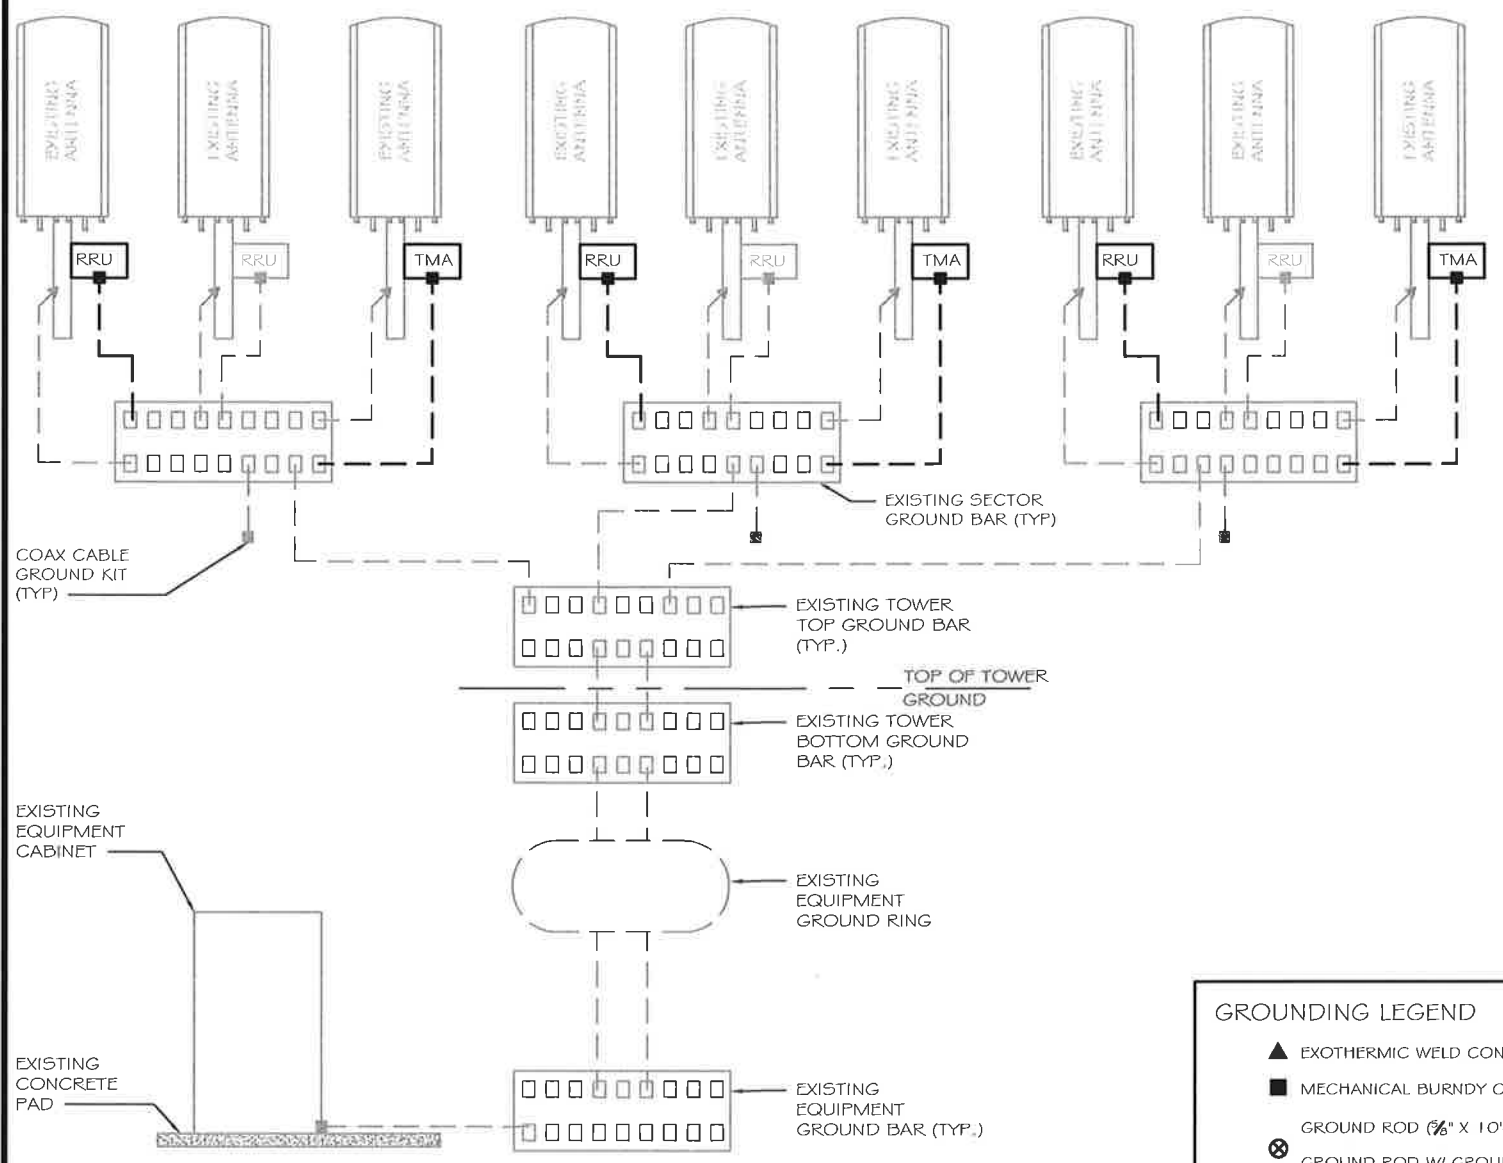 EXISTING
ANTENNA
EXISTING
ANTENNA
EXISTING
ANTENNA
EXISTING
ANTENNA
EXISTING
ANTENNA
EXISTING
ANTENNA
EXISTING
ANTENNA
EXISTING
ANTENNA
EXISTING
ANTENNA
RRU
RRU
TMA
RRU
RRU
TMA
RRU
RRU
TMA
EXISTING SECTOR
GROUND BAR (TYP)
COAX CABLE
GROUND KIT
(TYP)
EXISTING TOWER
TOP GROUND BAR
(TYP.)
TOP OF TOWER
GROUND
EXISTING TOWER
BOTTOM GROUND
BAR (TYP.)
EXISTING
EQUIPMENT
CABINET
EXISTING
EQUIPMENT
GROUND RING
EXISTING
CONCRETE
PAD
EXISTING
EQUIPMENT
GROUND BAR (TYP.)
GROUNDING LEGEND
EXOTHERMIC WELD CON
MECHANICAL BURNDY
GROUND ROD (5/8" X 10'
GROUND ROD W/ GROUN